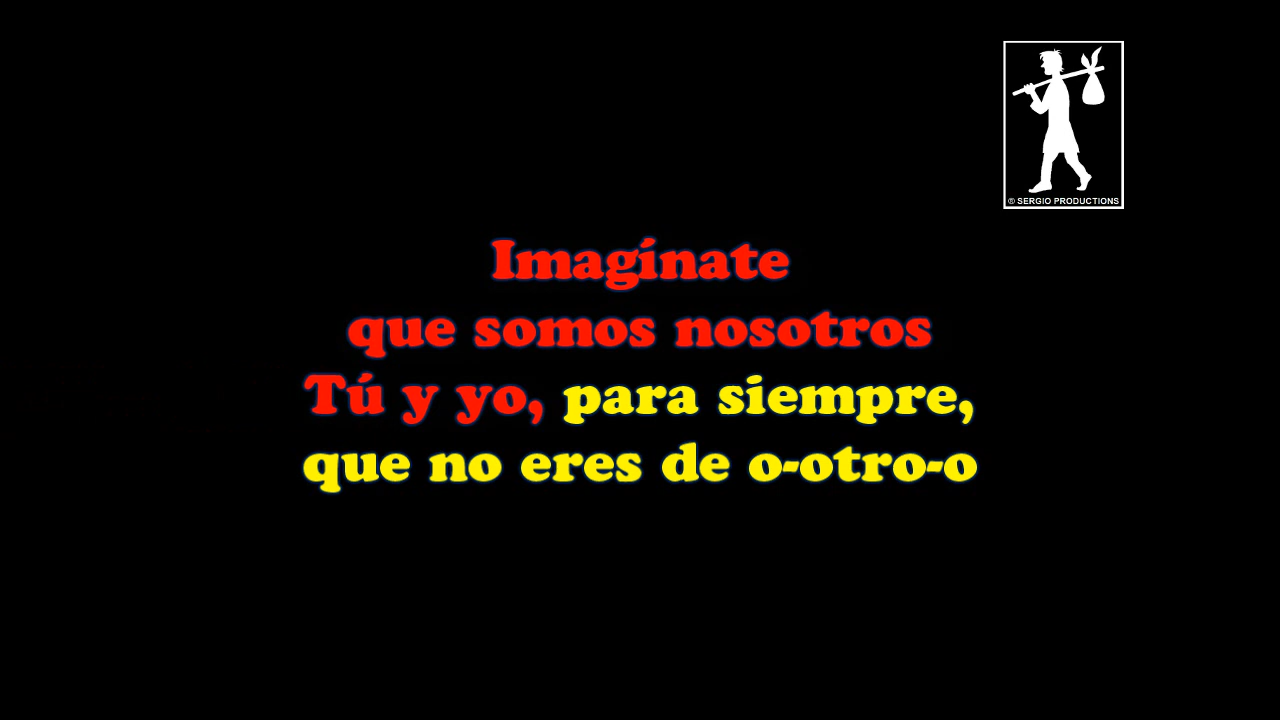 ® SERGIO PRODUCTIONS
Imagínate
que somos nosotros
Tú y yo, para siempre,
que no eres de o-otro-o